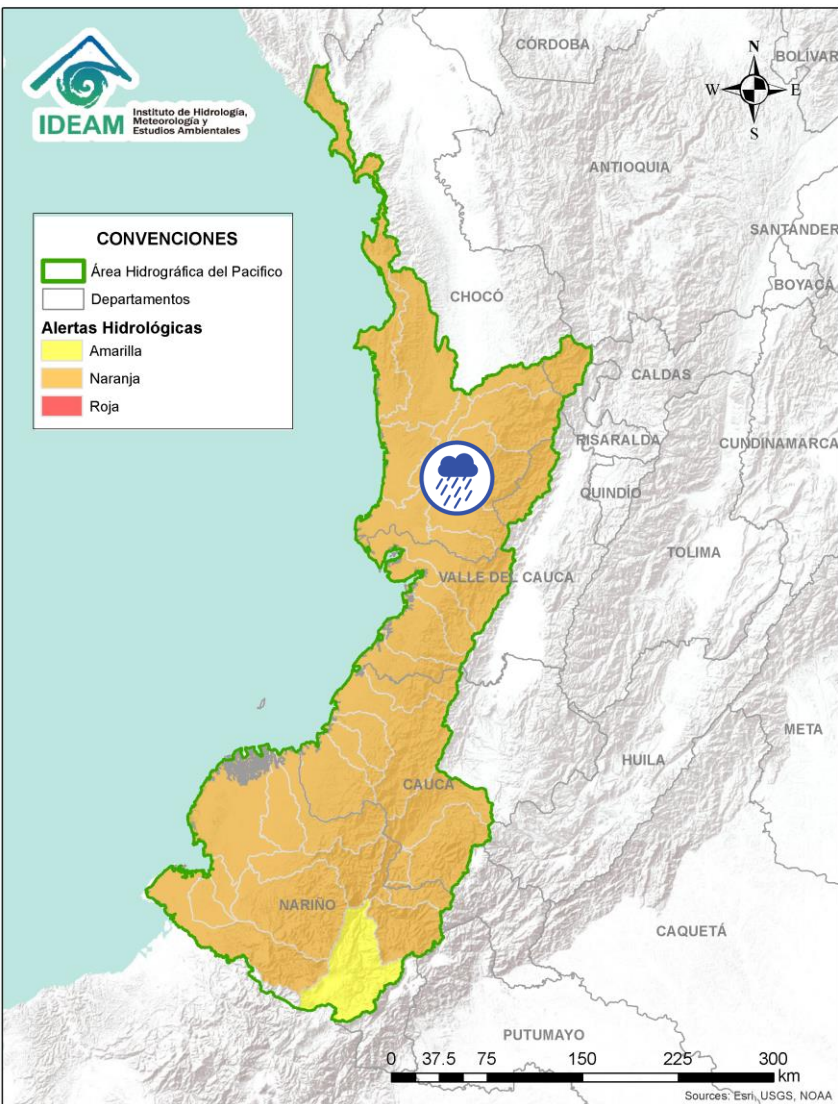 IDEAM
Instituto de Hidrología,
Meteorología y
Estudios Ambientales
CONVENCIONES
Área Hidrográfica del Pacifico
Departamentos
Alertas Hidrológicas
Amarilla
Naranja
Roja
N
W
E
S
CÓRDOBA
BOLÍVAR
ANTIOQUIA
SANTANDER
BOYACÁ
CHOCÓ
CALDAS
RISARALDA
CUNDINAMARCA
QUINDÍO
TOLIMA
VALLE DEL CAUCA
META
HUILA
CAUCA
NARIÑO
CAQUETÁ
PUTUMAYO
0 37.5 75 150 225 300
km
Sources: Esri, USGS, NOAA